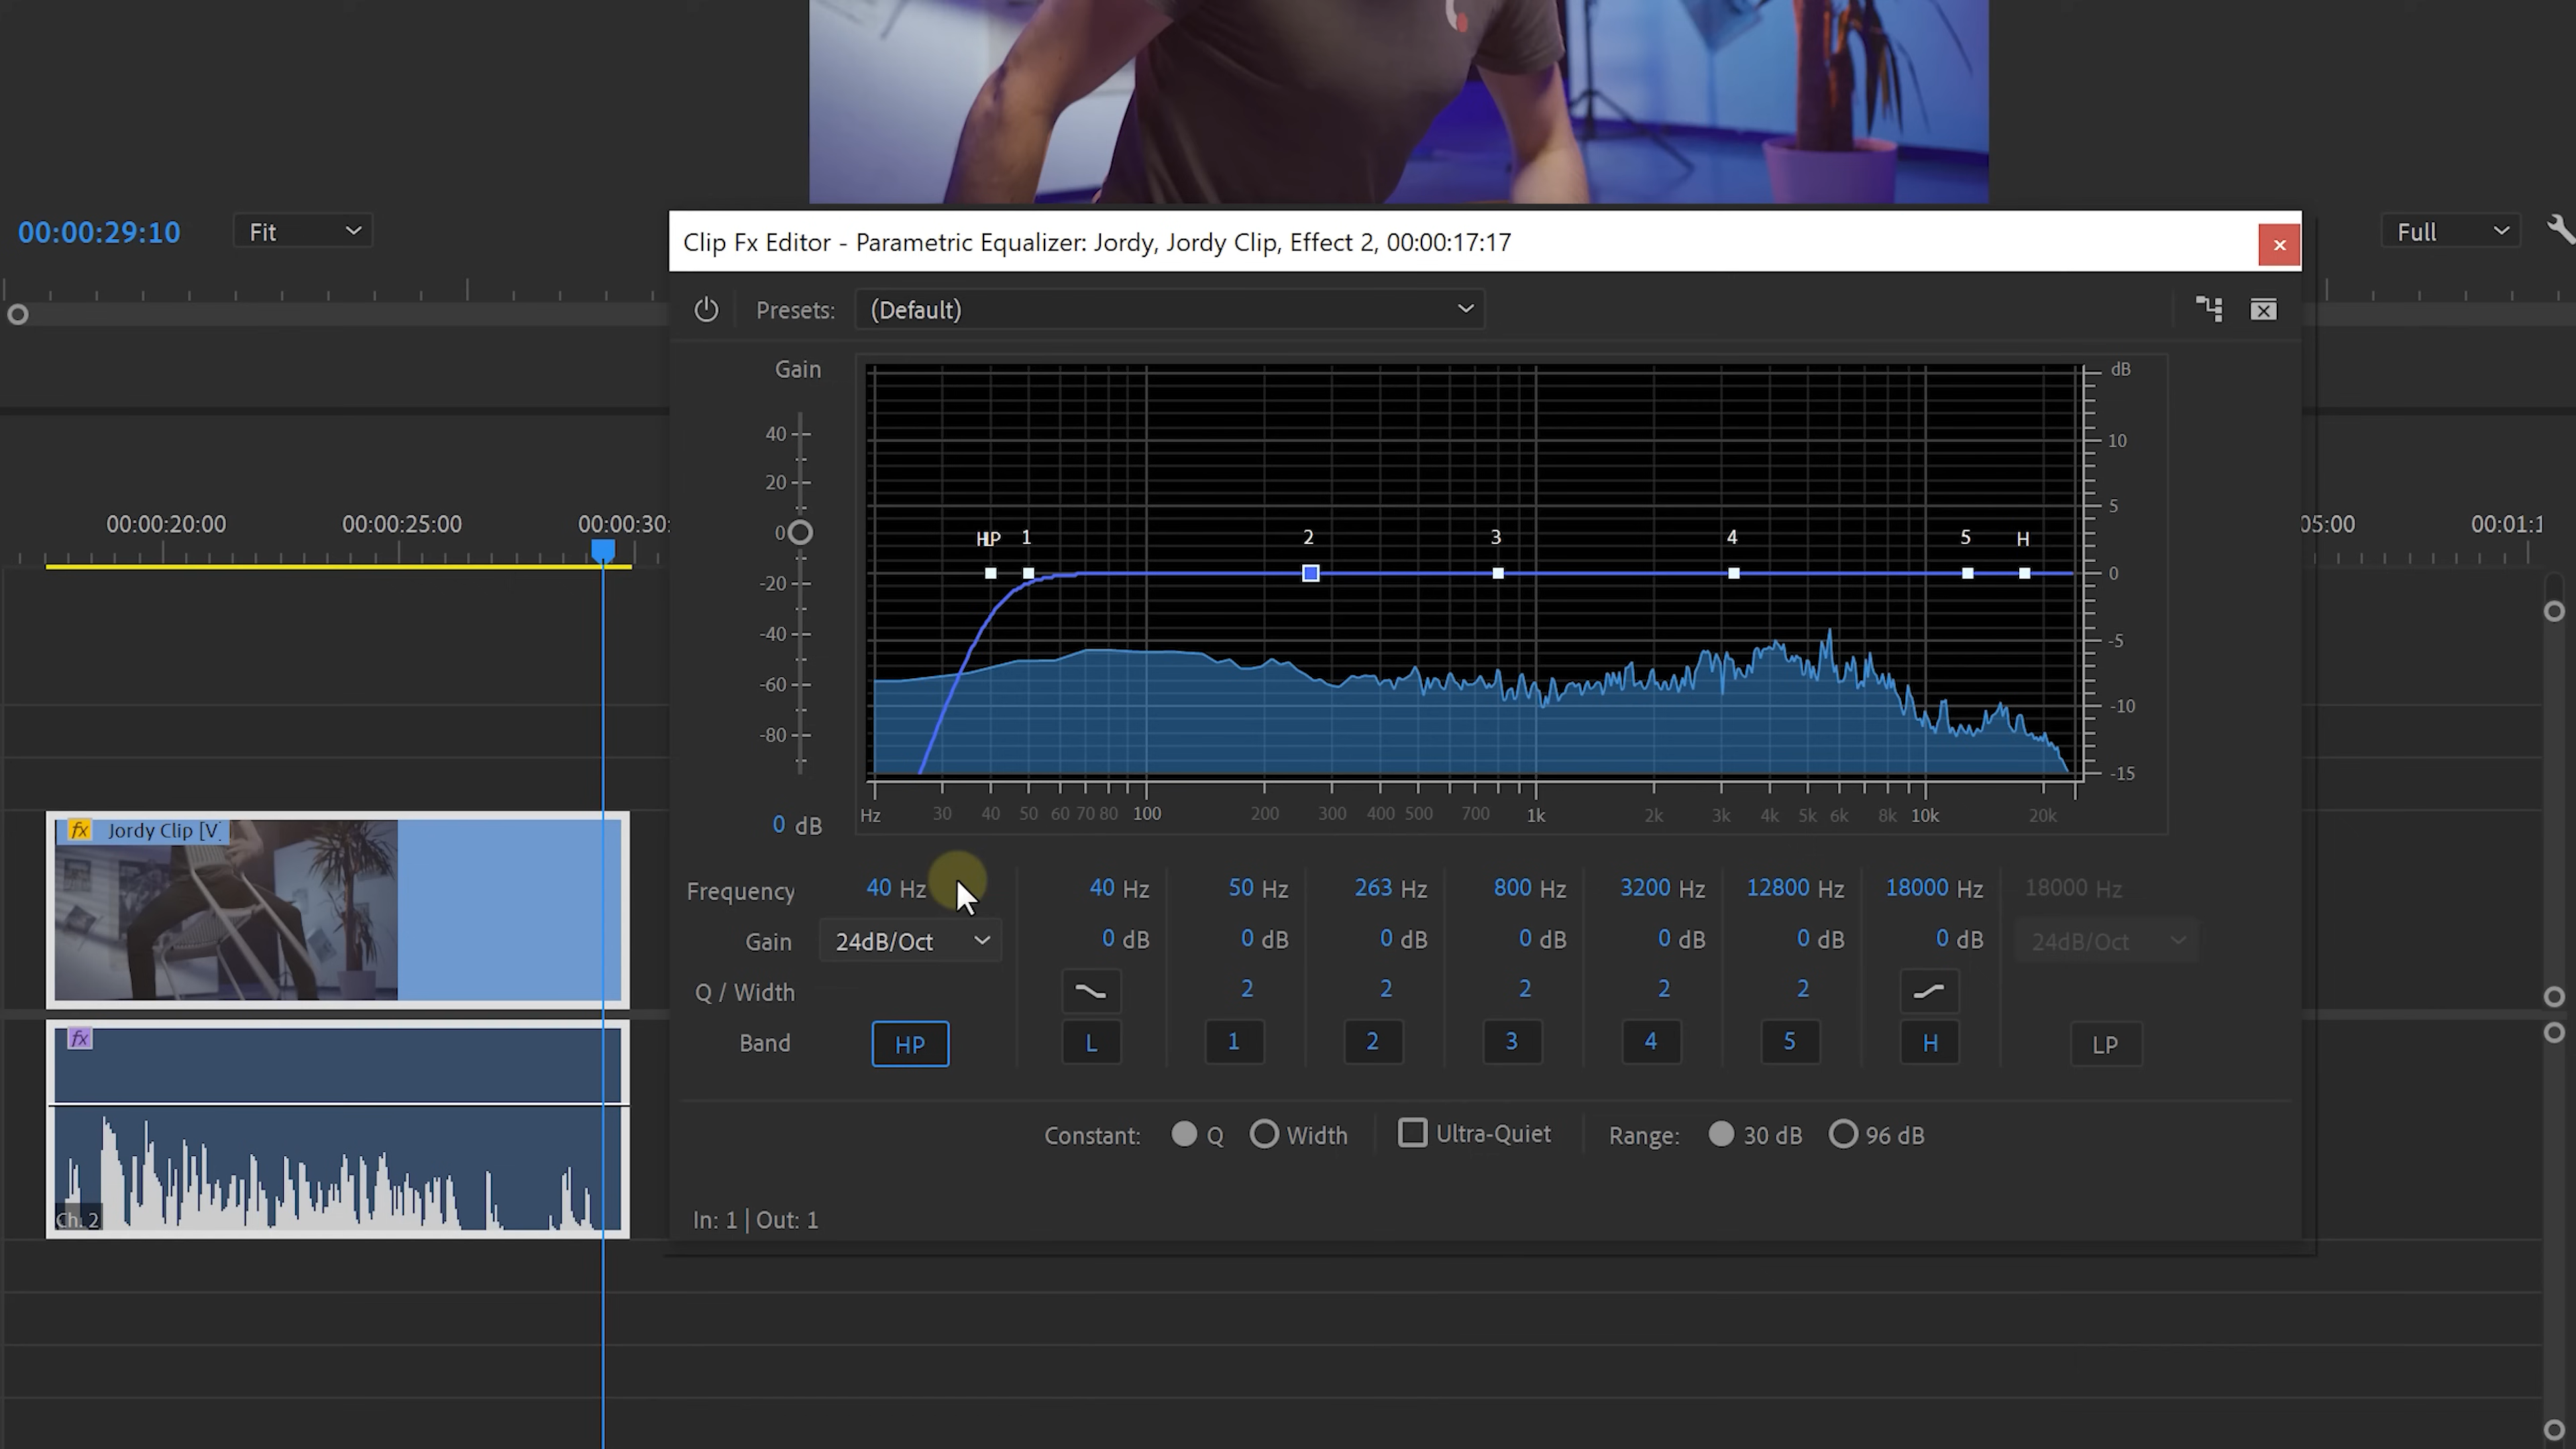 00:00:29:10
Fit
Full
Clip Fx Editor - Parametric Equalizer: Jordy, Jordy Clip, Effect 2, 00:00:17:17
x
Presets: (Default)
Gain
dB
40
20
0
-20
-40
-60
-80
0 dB
10
5
0
-5
-10
-15
1 2 3 4 5 H
Hz 30 40 50 60 70 80 100 200 300 400 500 700 1k 2k 3k 4k 5k 6k 8k 10k 20k
00:00:20:00 00:00:25:00 00:00:30:
05:00 00:01:1
fx Jordy Clip [V]
fx
Ch. 2
Frequency 40 Hz 40 Hz 50 Hz 263 Hz 800 Hz 3200 Hz 12800 Hz 18000 Hz 18000 Hz
Gain 24dB/Oct 0 dB 0 dB 0 dB 0 dB 0 dB 0 dB 0 dB 24dB/Oct
Q / Width 2 2 2 2 2
Band HP L 1 2 3 4 5 H LP
Constant: Q Width Ultra-Quiet Range: 30 dB 96 dB
In: 1 | Out: 1